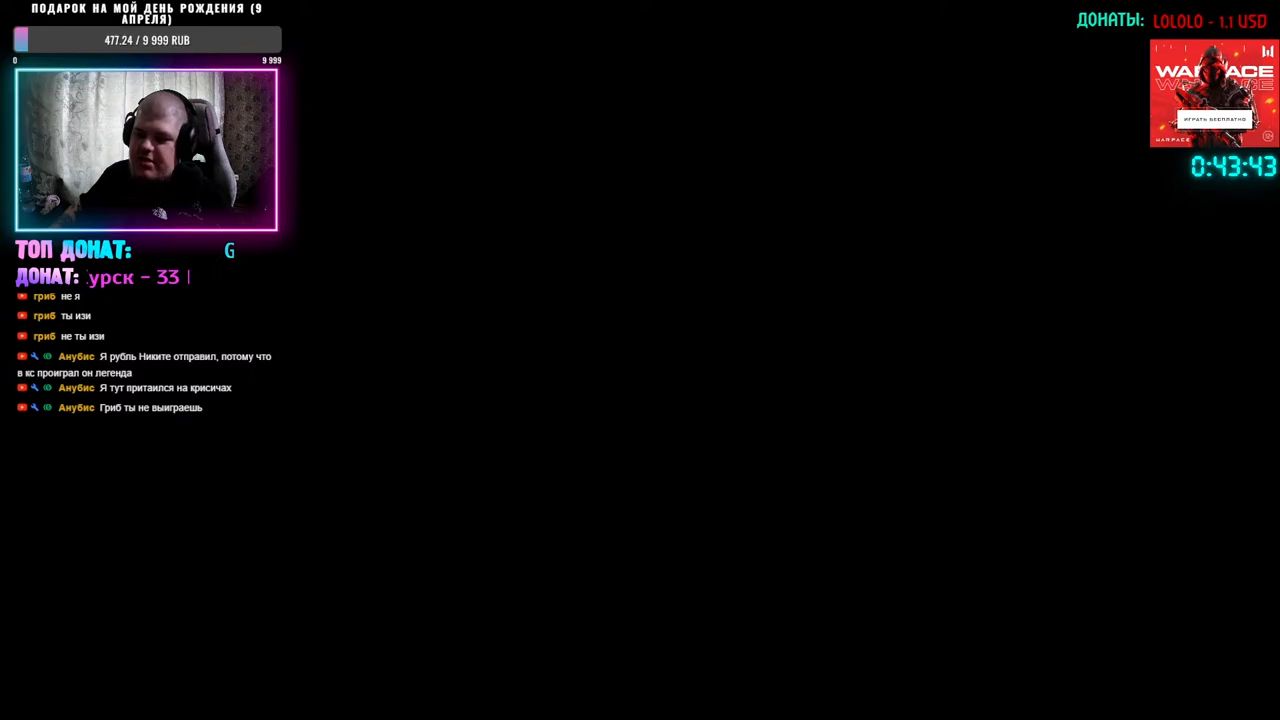 ПОДАРОК НА МОЙ ДЕНЬ РОЖДЕНИЯ (9
АПРЕЛЯ)
477.24 / 9 999 RUB
0 9 999
ТОП ДОНАТ: G
ДОНАТ: урск - 33
гриб не я
гриб ты изи
гриб не ты изи
Анубис Я рубль Никите отправил, потому что
в кс проиграл он легенда
Анубис Я тут притаился на крисичах
Анубис Гриб ты не выиграешь
ДОНАТЫ: LOLOLO - 1.1 USD
WARFACE
ИГРАТЬ БЕСПЛАТНО
WARFACE
0:43:43